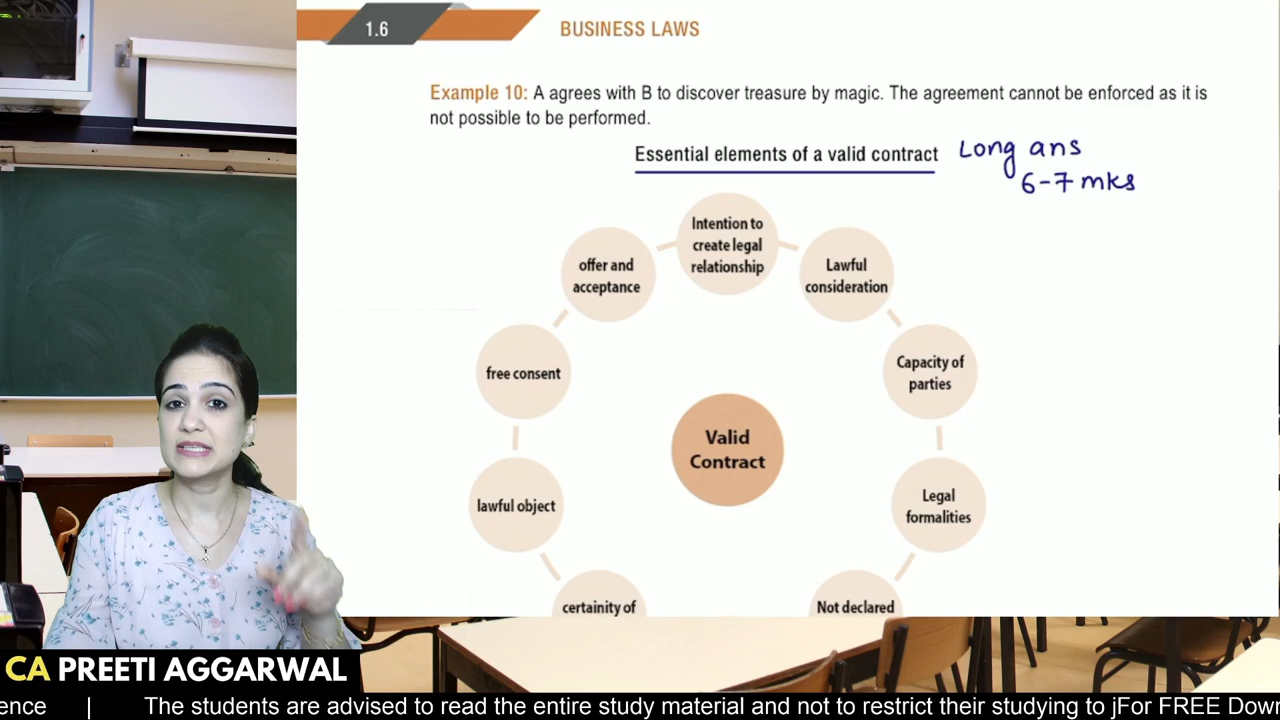 1.6
BUSINESS LAWS
Example 10: A agrees with B to discover treasure by magic. The agreement cannot be enforced as it is
not possible to be performed.
Essential elements of a valid contract
Long ans
6-7 mks
Intention to
create legal
relationship
offer and
acceptance
Lawful
consideration
free consent
Capacity of
parties
Valid
Contract
lawful object
Legal
formalities
certainity of
Not declared
CA PREETI AGGARWAL
ence | The students are advised to read the entire study material and not to restrict their studying to jFor FREE Down